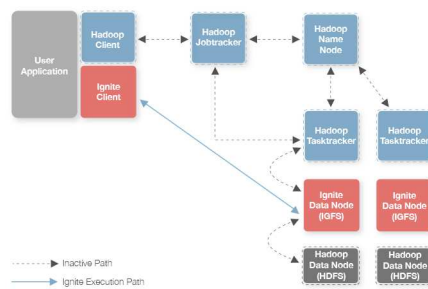 User
Application
Hadoop
Client
Ignite
Client
Hadoop
Jobtracker
Hadoop
Name
Node
Hadoop
Tasktracker
Hadoop
Tasktracker
Ignite
Data Node
(IGFS)
Ignite
Data Node
(IGFS)
Hadoop
Data Node
(HDFS)
Hadoop
Data Node
(HDFS)
Inactive Path
Ignite Execution Path